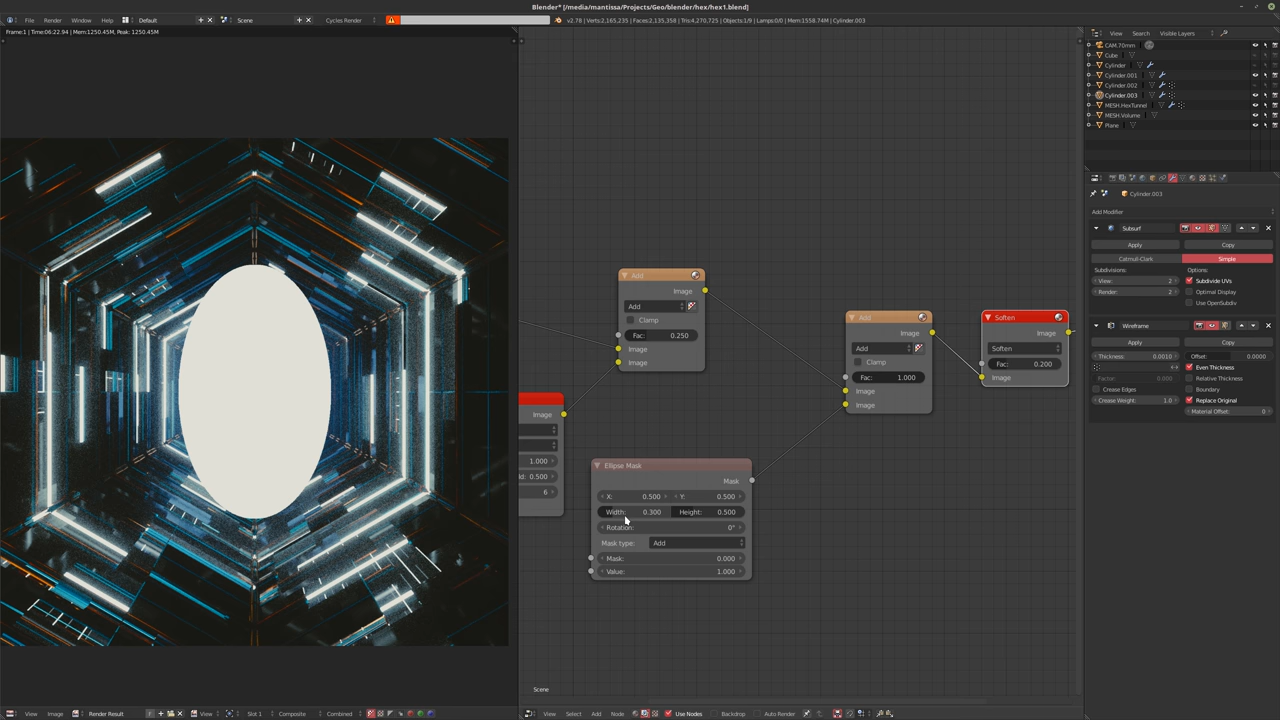 Blender* [/media/mantissa/Projects/Geo/blender/hex/hex1.blend]
File Render Window Help Default Scene Cycles Render v2.78 | Verts:2,165,235 | Faces:2,135,358 | Tris:4,270,725 | Objects:1/9 | Lamps:0/0 | Mem:1558.74M | Cylinder.003
Frame:1 | Time:06:22.94 | Mem:1250.45M, Peak: 1250.45M
View Search Visible Layers
CAM.70mm
Cube
Cylinder
Cylinder.001
Cylinder.002
Cylinder.003
MESH.HexTunnel
MESH.Volume
Plane
Cylinder.003
Add Modifier
Subsurf
Apply Copy
Catmull-Clark Simple
Subdivisions: Options:
View: 2 Subdivide UVs
Render: 2 Optimal Display
Use OpenSubdiv
Wireframe
Apply Copy
Thickness: 0.0010 Offset: 0.0000
Even Thickness
Factor: 0.000 Relative Thickness
Crease Edges Boundary
Crease Weight: 1.0 Replace Original
Material Offset: 0
Add
Image
Add
Clamp
Fac: 0.250
Image
Image
Add
Image
Add
Clamp
Fac: 1.000
Image
Image
Soften
Image
Soften
Fac: 0.200
Image
Image
1.000
ld: 0.500
6
Ellipse Mask
Mask
X: 0.500 Y: 0.500
Width: 0.300 Height: 0.500
Rotation: 0°
Mask type: Add
Mask: 0.000
Value: 1.000
Scene
View Image Render Result F View Slot 1 Composite Combined
View Select Add Node Use Nodes Backdrop Auto Render